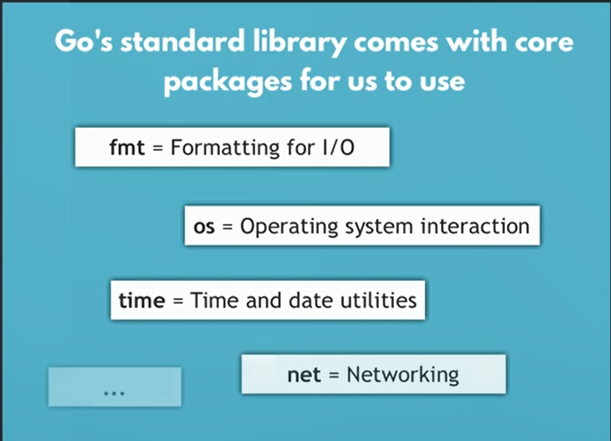 Go's standard library comes with core
packages for us to use
fmt = Formatting for I/O
os = Operating system interaction
time = Time and date utilities
net = Networking
...